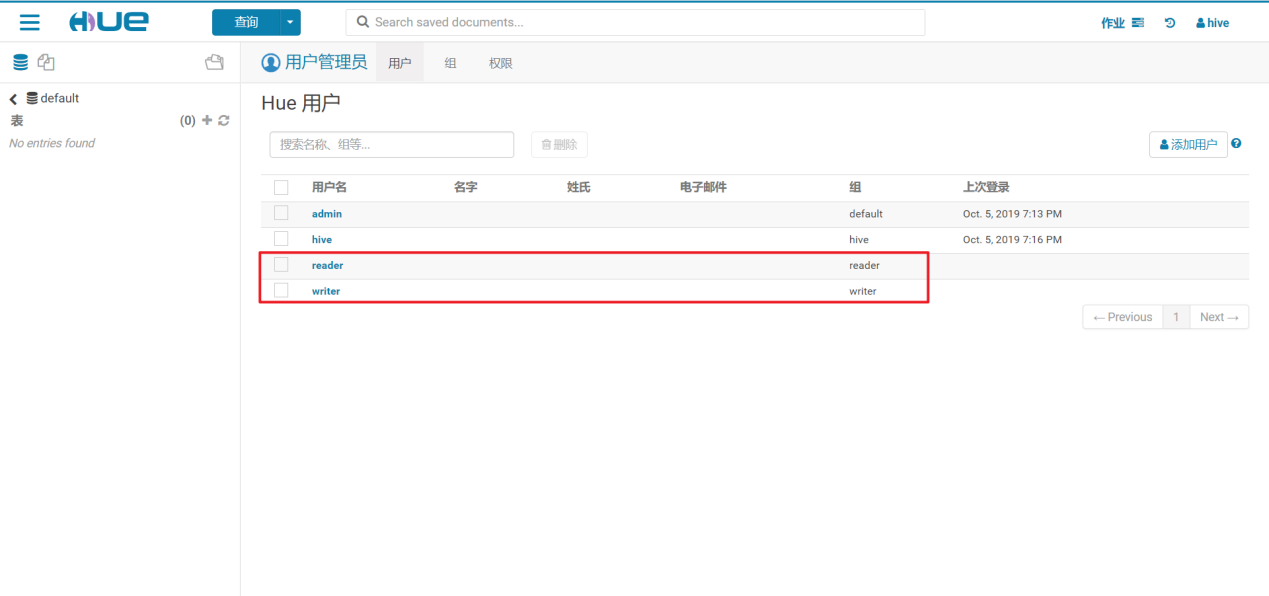 HUE 查询 Search saved documents... 作业 hive
用户管理员 用户 组 权限
default
表 (0)
No entries found
Hue 用户
搜索名称、组等... 删除 添加用户
用户名 名字 姓氏 电子邮件 组 上次登录
admin default Oct. 5, 2019 7:13 PM
hive hive Oct. 5, 2019 7:16 PM
reader reader
writer writer
← Previous 1 Next →